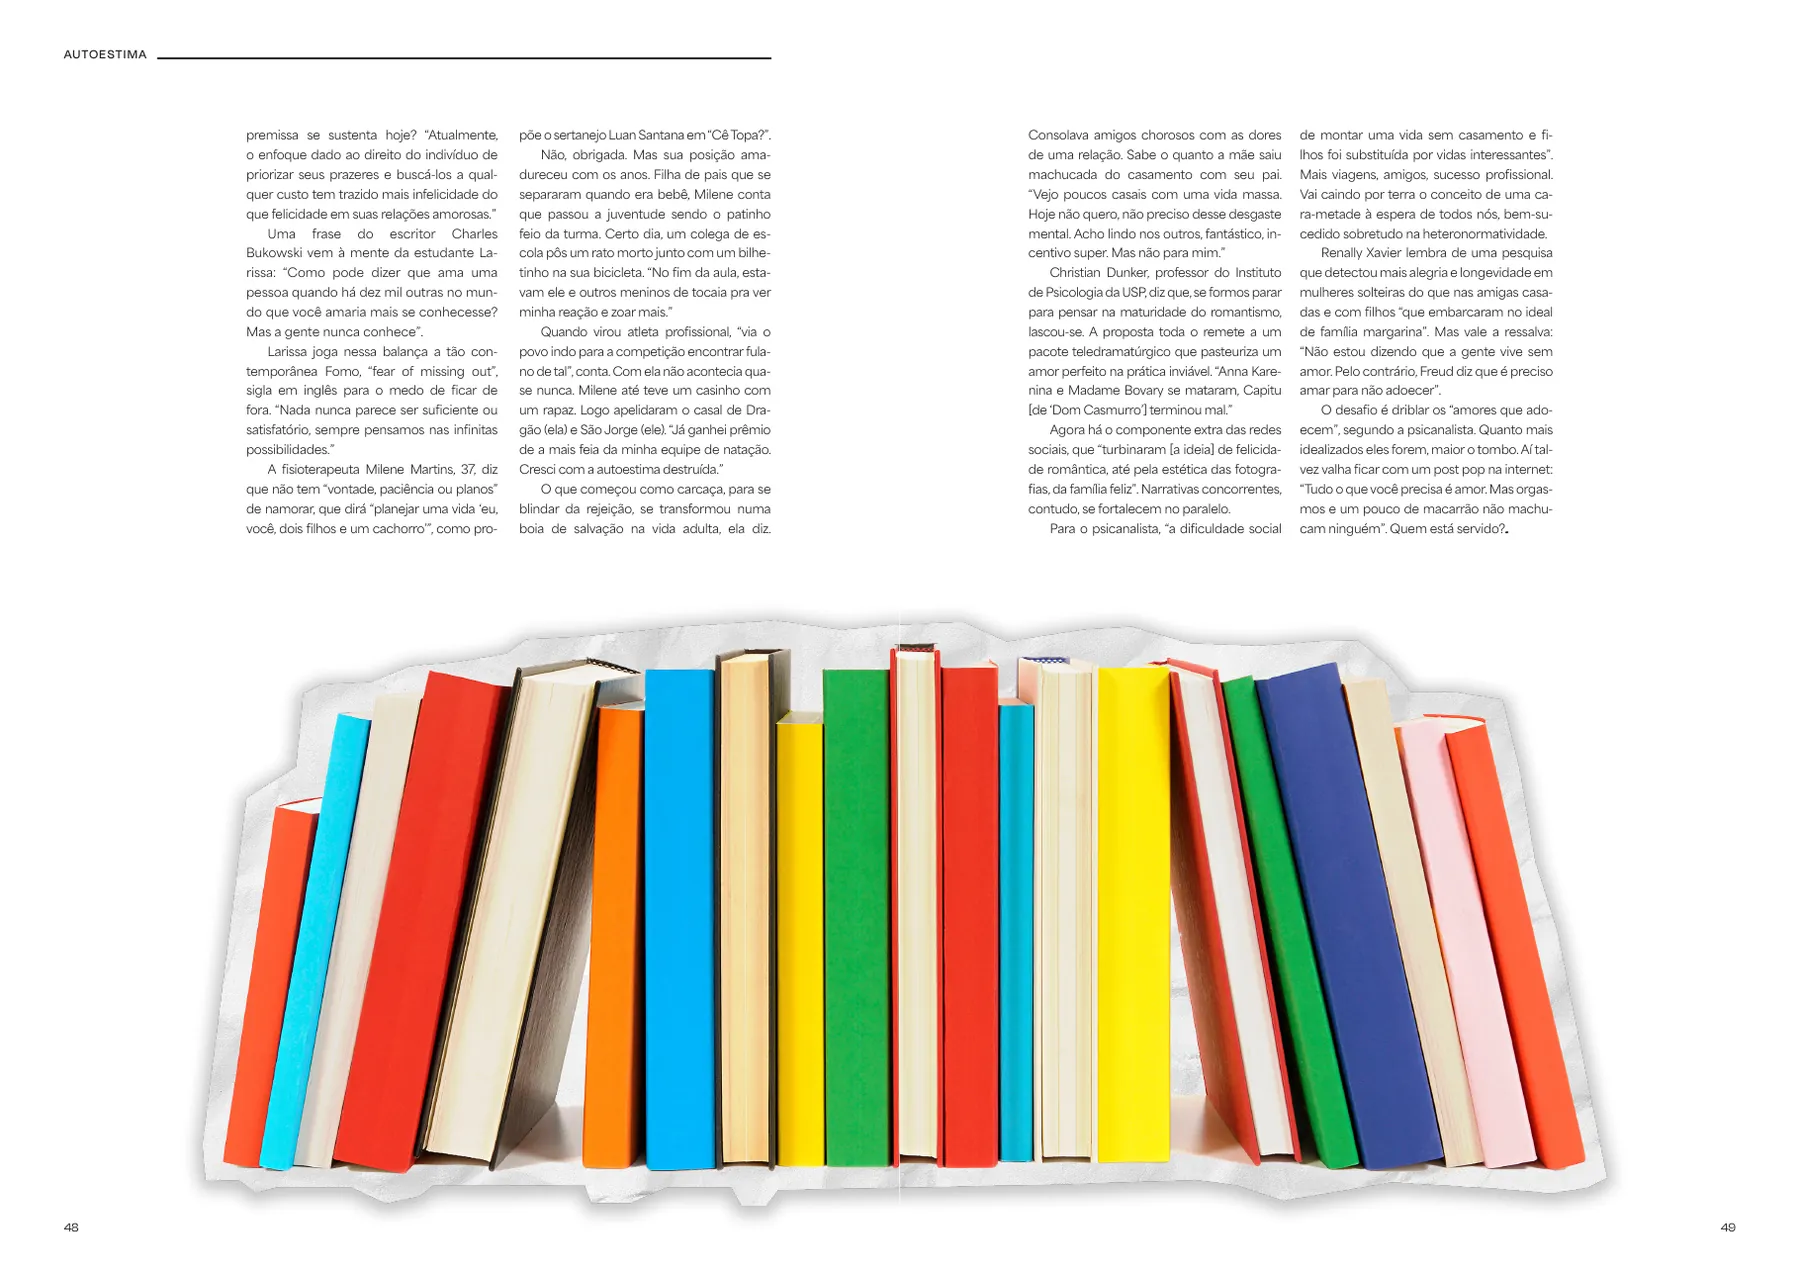 AUTOESTIMA
premissa se sustenta hoje? “Atualmente,
o enfoque dado ao direito do indivíduo de
priorizar seus prazeres e buscá-los a qual-
quer custo tem trazido mais infelicidade do
que felicidade em suas relações amorosas.”
Uma frase do escritor Charles
Bukowski vem à mente da estudante La-
rissa: “Como pode dizer que ama uma
pessoa quando há dez mil outras no mun-
do que você amaria mais se conhecesse?
Mas a gente nunca conhece”.
Larissa joga nessa balança a tão con-
temporânea Fomo, “fear of missing out”,
sigla em inglês para o medo de ficar de
fora. “Nada nunca parece ser suficiente ou
satisfatório, sempre pensamos nas infinitas
possibilidades.”
A fisioterapeuta Milene Martins, 37, diz
que não tem “vontade, paciência ou planos”
de namorar, que dirá “planejar uma vida ‘eu,
você, dois filhos e um cachorro’”, como pro-
põe o sertanejo Luan Santana em “Cê Topa?”.
Não, obrigada. Mas sua posição ama-
dureceu com os anos. Filha de pais que se
separaram quando era bebê, Milene conta
que passou a juventude sendo o patinho
feio da turma. Certo dia, um colega de es-
cola pôs um rato morto junto com um bilhe-
tinho na sua bicicleta. “No fim da aula, esta-
vam ele e outros meninos de tocaia pra ver
minha reação e zoar mais.”
Quando virou atleta profissional, “via o
povo indo para a competição encontrar fula-
no de tal”, conta. Com ela não acontecia qua-
se nunca. Milene até teve um casinho com
um rapaz. Logo apelidaram o casal de Dra-
gão (ela) e São Jorge (ele). “Já ganhei prêmio
de a mais feia da minha equipe de natação.
Cresci com a autoestima destruída.”
O que começou como carcaça, para se
blindar da rejeição, se transformou numa
boia de salvação na vida adulta, ela diz.
Consolava amigos chorosos com as dores
de uma relação. Sabe o quanto a mãe saiu
machucada do casamento com seu pai.
“Vejo poucos casais com uma vida massa.
Hoje não quero, não preciso desse desgaste
mental. Acho lindo nos outros, fantástico, in-
centivo super. Mas não para mim.”
Christian Dunker, professor do Instituto
de Psicologia da USP, diz que, se formos parar
para pensar na maturidade do romantismo,
lascou-se. A proposta toda o remete a um
pacote teledramatúrgico que pasteuriza um
amor perfeito na prática inviável. “Anna Kare-
nina e Madame Bovary se mataram, Capitu
[de ‘Dom Casmurro’] terminou mal.”
Agora há o componente extra das redes
sociais, que “turbinaram [a ideia] de felicida-
de romântica, até pela estética das fotogra-
fias, da família feliz”. Narrativas concorrentes,
contudo, se fortalecem no paralelo.
Para o psicanalista, “a dificuldade social
de montar uma vida sem casamento e fi-
lhos foi substituída por vidas interessantes”.
Mais viagens, amigos, sucesso profissional.
Vai caindo por terra o conceito de uma ca-
ra-metade à espera de todos nós, bem-su-
cedido sobretudo na heteronormatividade.
Renally Xavier lembra de uma pesquisa
que detectou mais alegria e longevidade em
mulheres solteiras do que nas amigas casa-
das e com filhos “que embarcaram no ideal
de família margarina”. Mas vale a ressalva:
“Não estou dizendo que a gente vive sem
amor. Pelo contrário, Freud diz que é preciso
amar para não adoecer”.
O desafio é driblar os “amores que ado-
ecem”, segundo a psicanalista. Quanto mais
idealizados eles forem, maior o tombo. Aí tal-
vez valha ficar com um post pop na internet:
“Tudo o que você precisa é amor. Mas orgas-
mos e um pouco de macarrão não machu-
cam ninguém”. Quem está servido?.
48
49